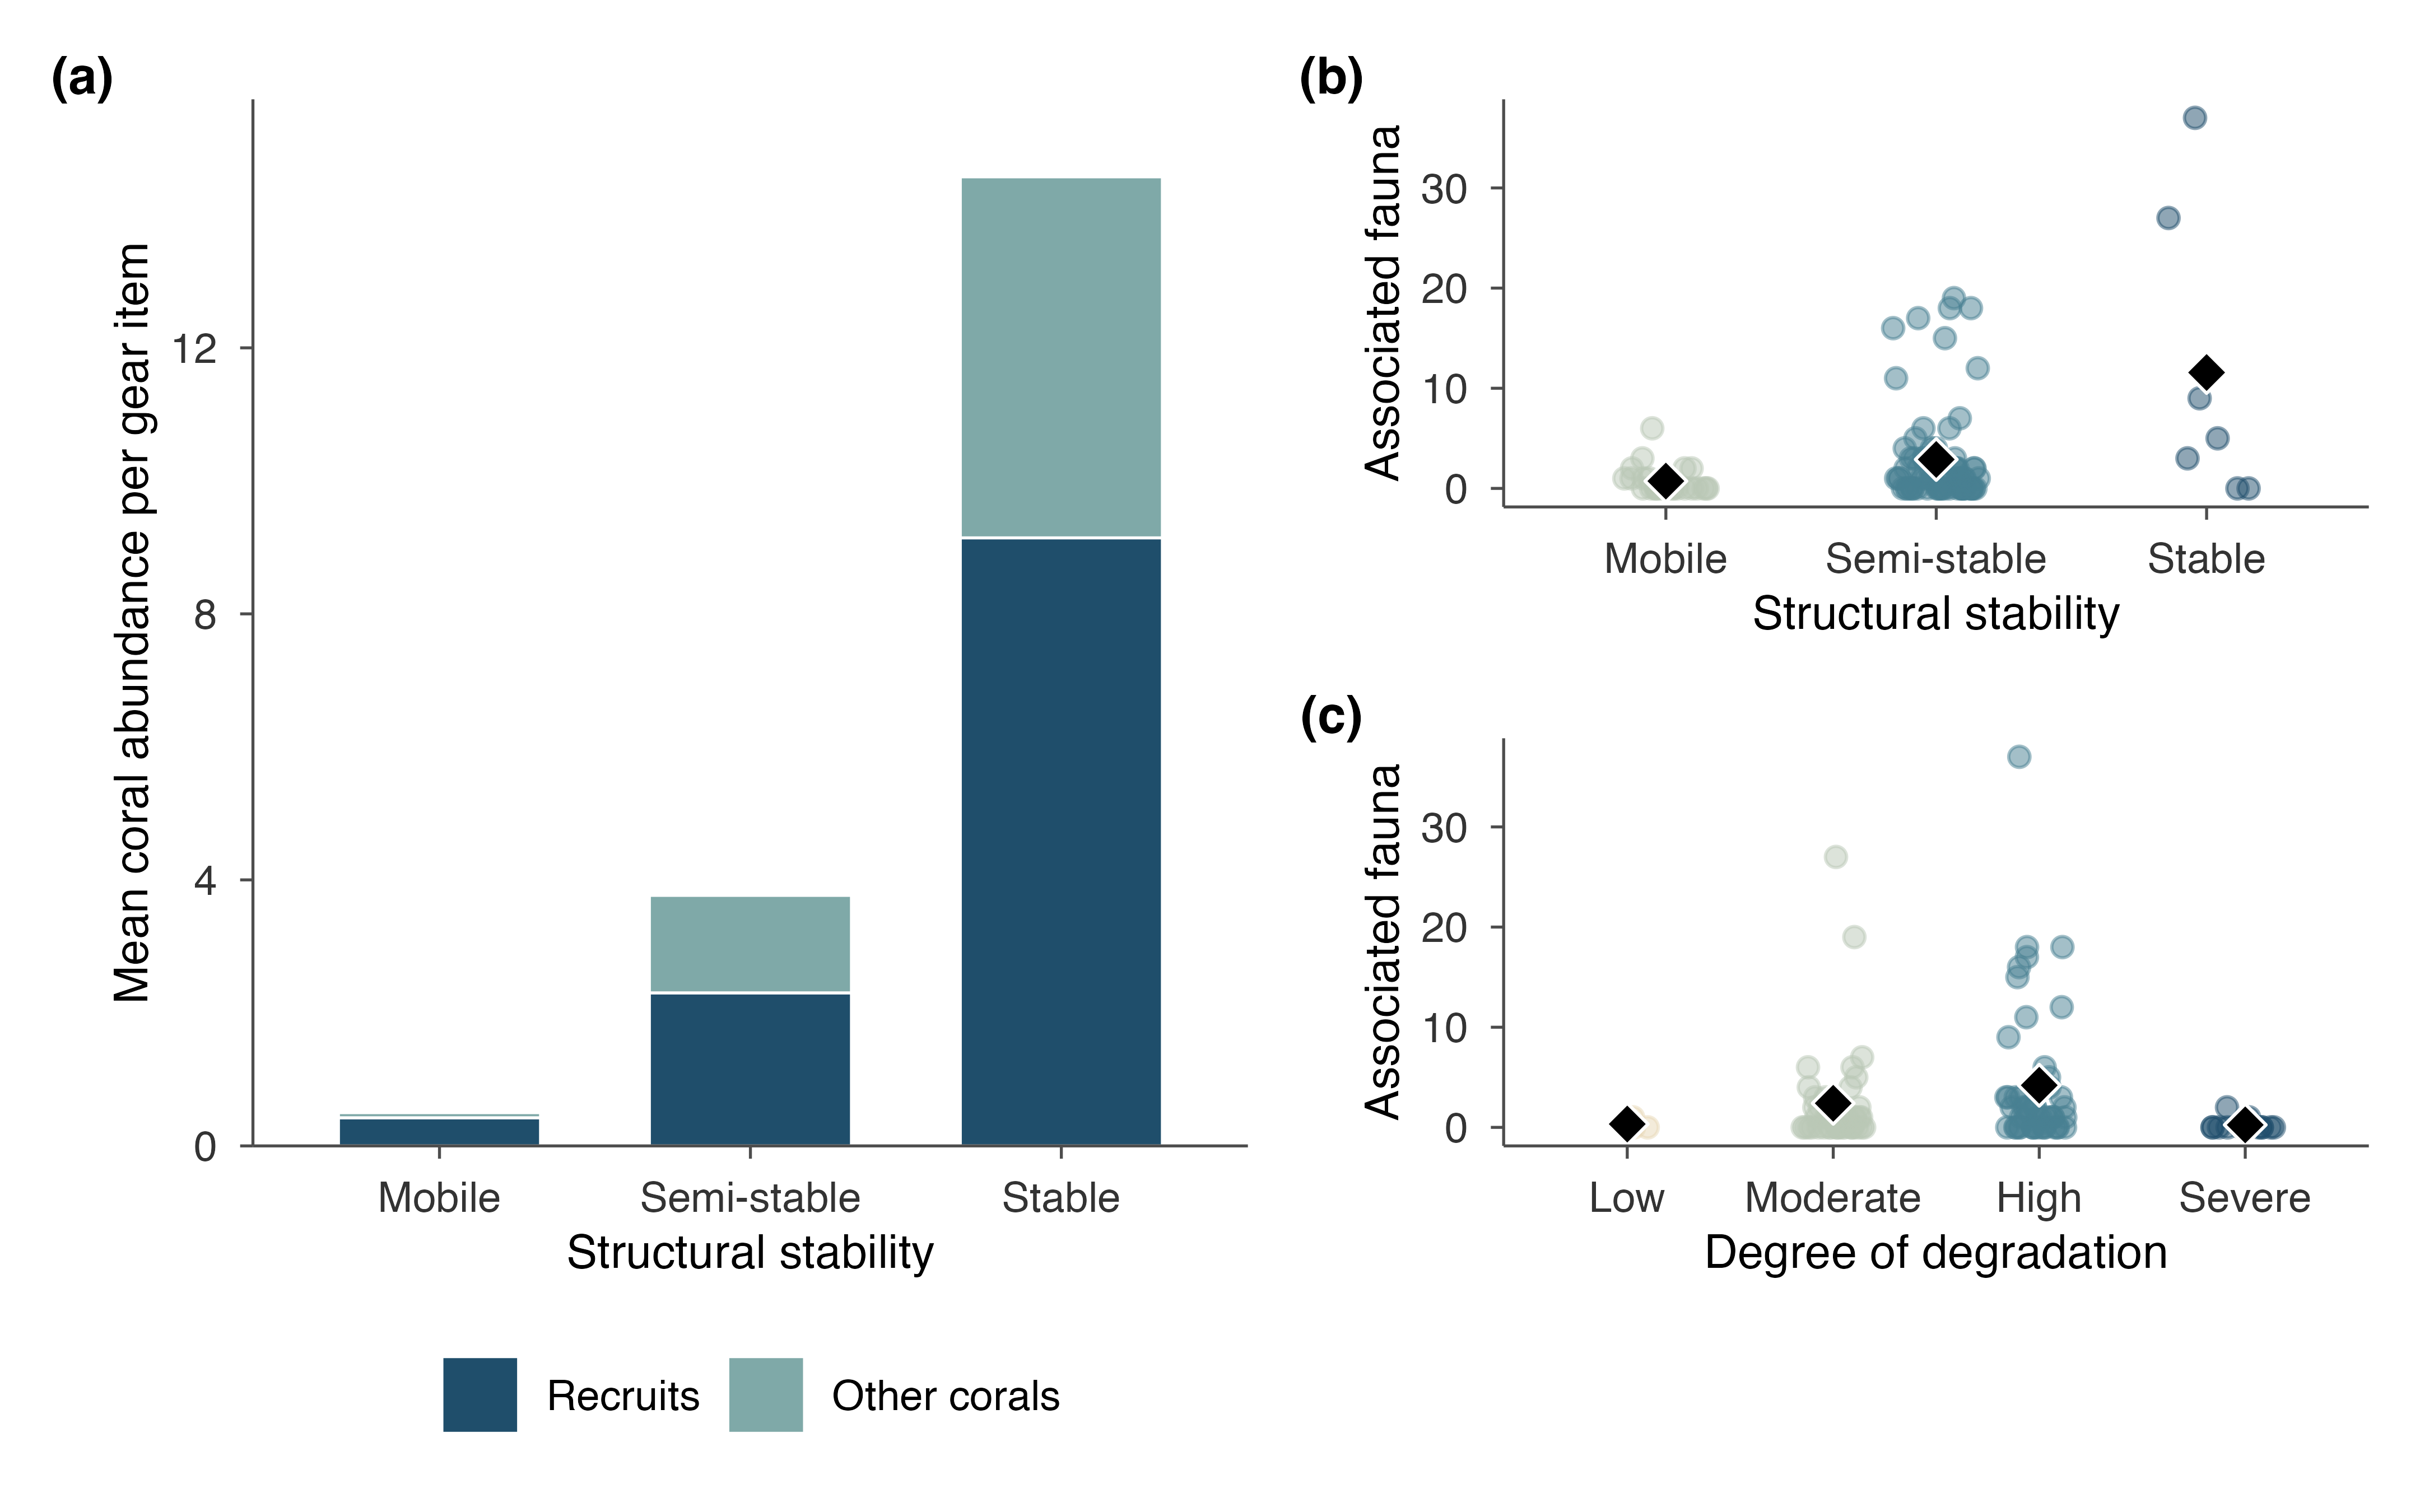 (a)
Mean coral abundance per gear item
12
8
4
0
Mobile Semi-stable Stable
Structural stability
Recruits Other corals
(b)
Associated fauna
30
20
10
0
Mobile Semi-stable Stable
Structural stability
(c)
Associated fauna
30
20
10
0
Low Moderate High Severe
Degree of degradation